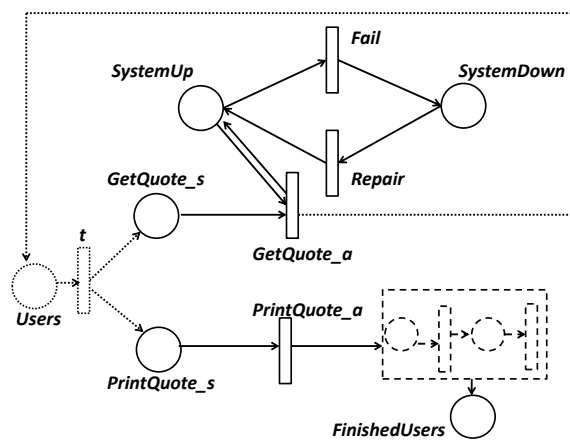 Fail
SystemUp
SystemDown
Repair
GetQuote_s
t
GetQuote_a
Users
PrintQuote_a
PrintQuote_s
FinishedUsers